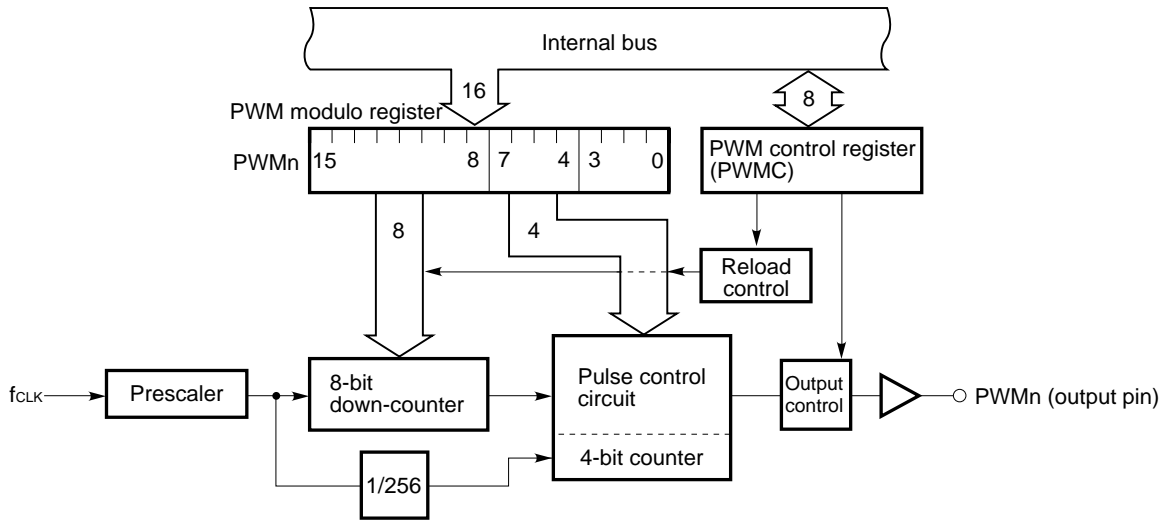 Internal bus
16
8
PWM modulo register
PWMn
15 8 7 4 3 0
PWM control register
(PWMC)
8
4
Reload
control
fCLK
Prescaler
8-bit
down-counter
Pulse control
circuit
Output
control
PWMn (output pin)
4-bit counter
1/256